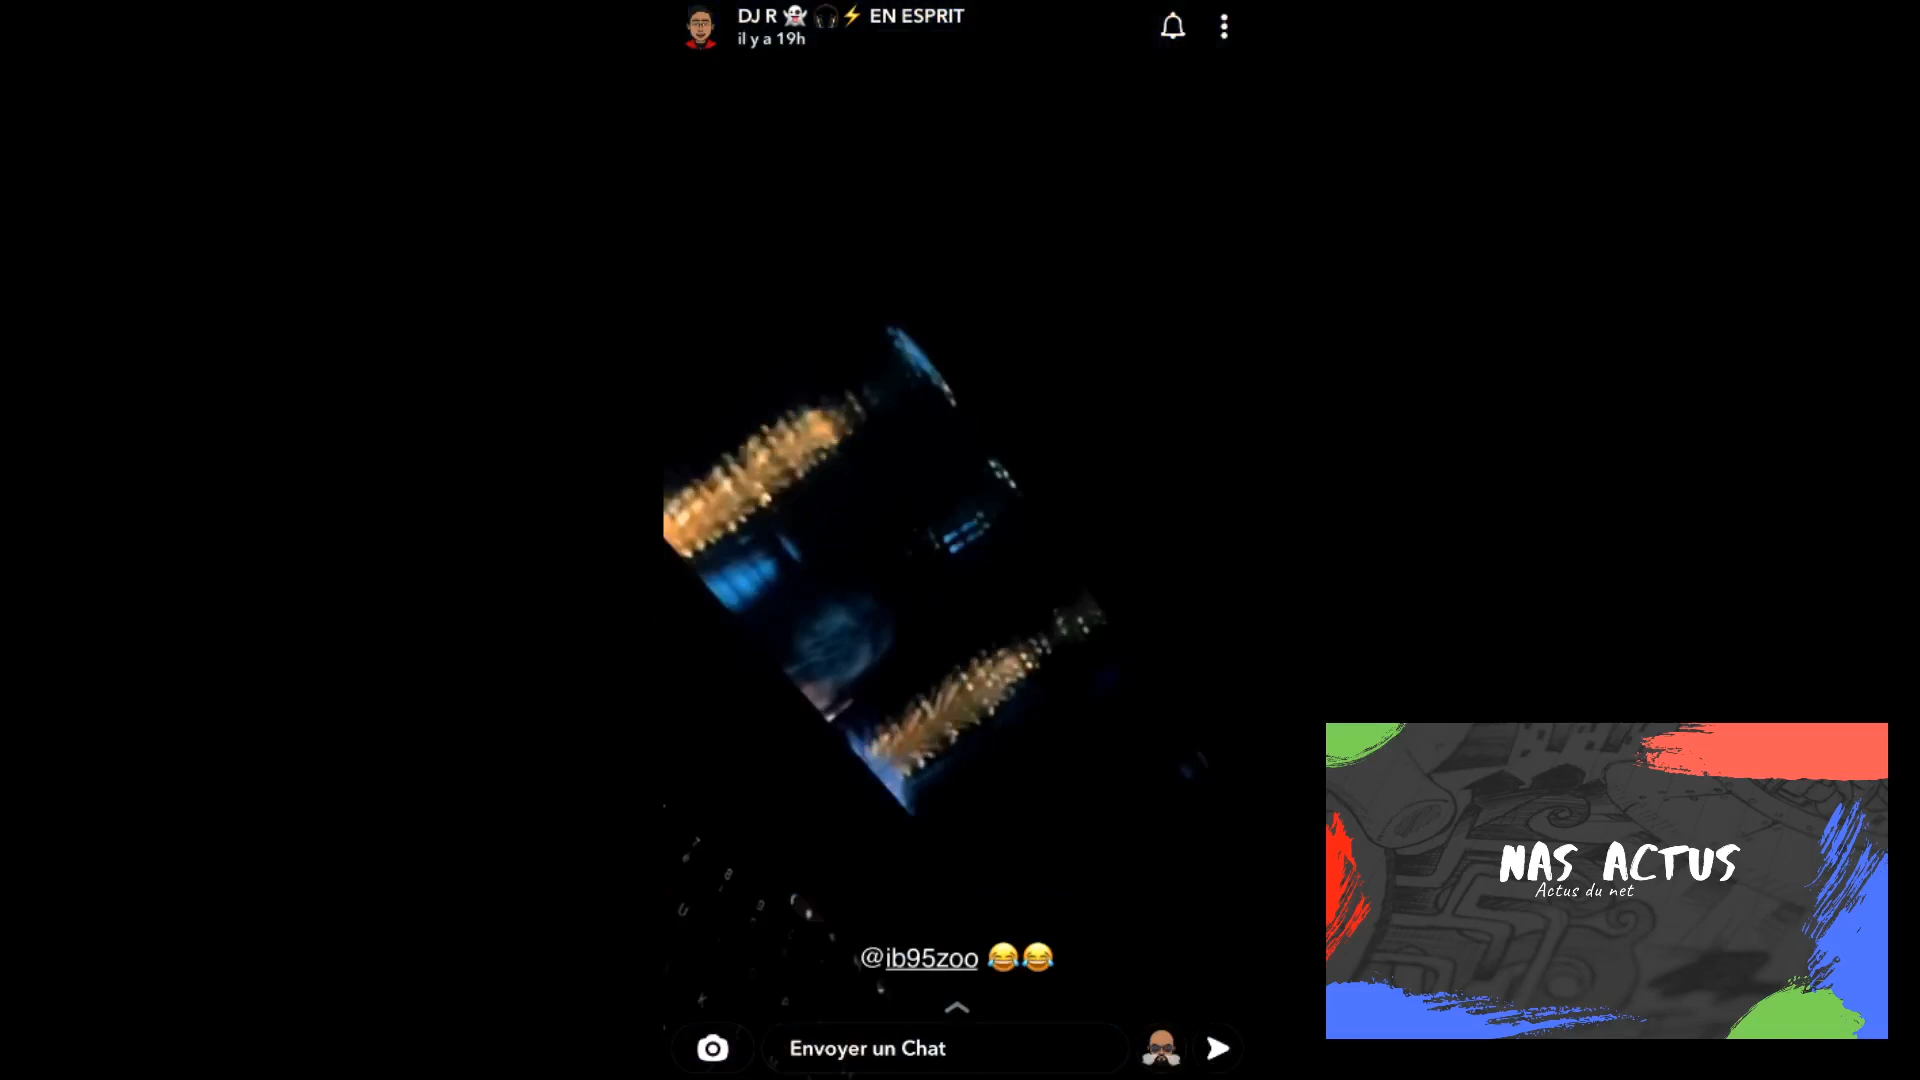 DJ R 👻🎧⚡ EN ESPRIT
il y a 19h
@ib95zoo 😂😂
Envoyer un Chat
NAS ACTUS
Actus du net